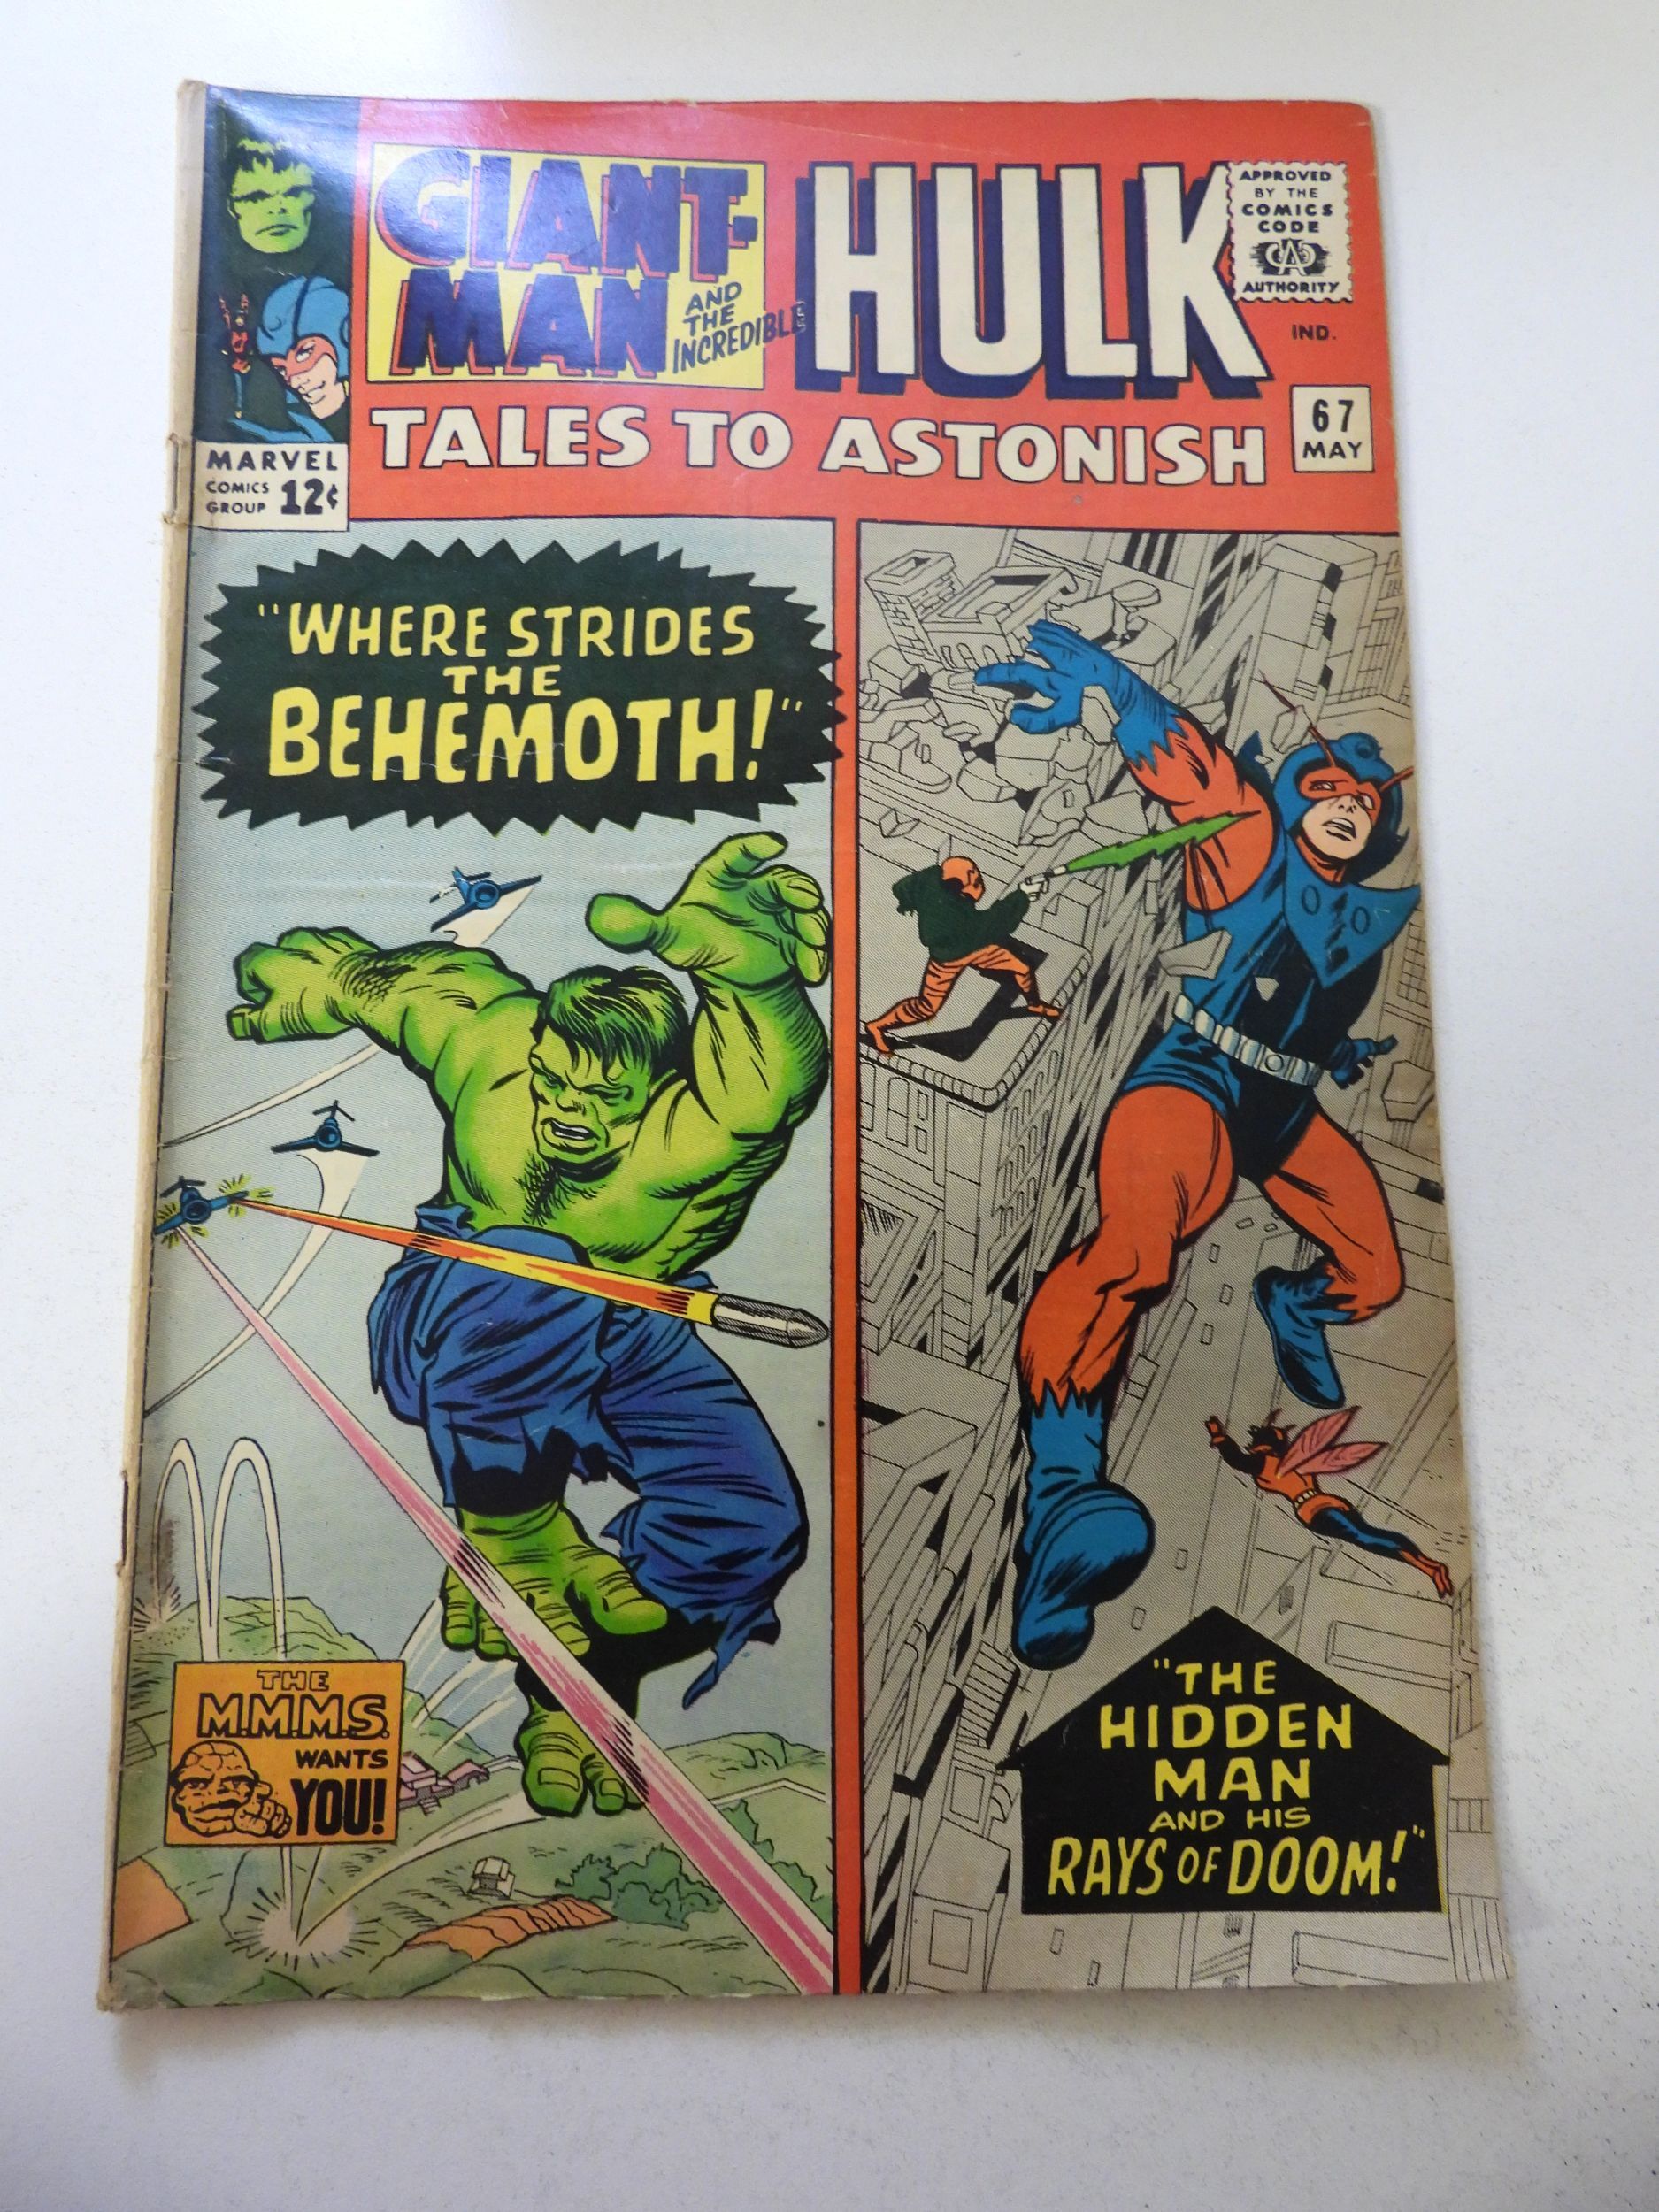 GIANT-
MAN
AND
THE
INCREDIBLE
HULK
APPROVED
BY THE
COMICS
CODE
CA
AUTHORITY
IND.
TALES TO ASTONISH
67
MAY
MARVEL
COMICS
GROUP 12¢
"WHERE STRIDES
THE
BEHEMOTH!"
THE
M.M.M.S.
WANTS
YOU!
"THE
HIDDEN
MAN
AND HIS
RAYS OF DOOM!"